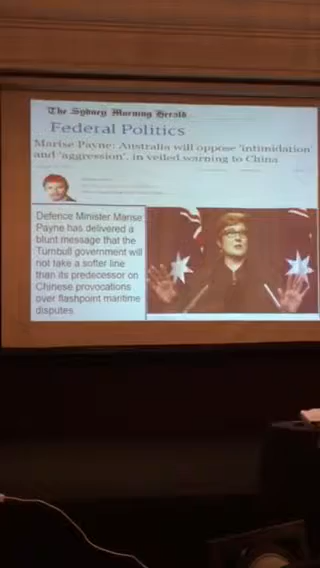 The Sydney Morning Herald
Federal Politics
Marise Payne: Australia will oppose 'intimidation'
and 'aggression', in veiled warning to China
Defence Minister Marise
Payne has delivered a
blunt message that the
Turnbull government will
not take a softer line
than its predecessor on
Chinese provocations
over flashpoint maritime
disputes